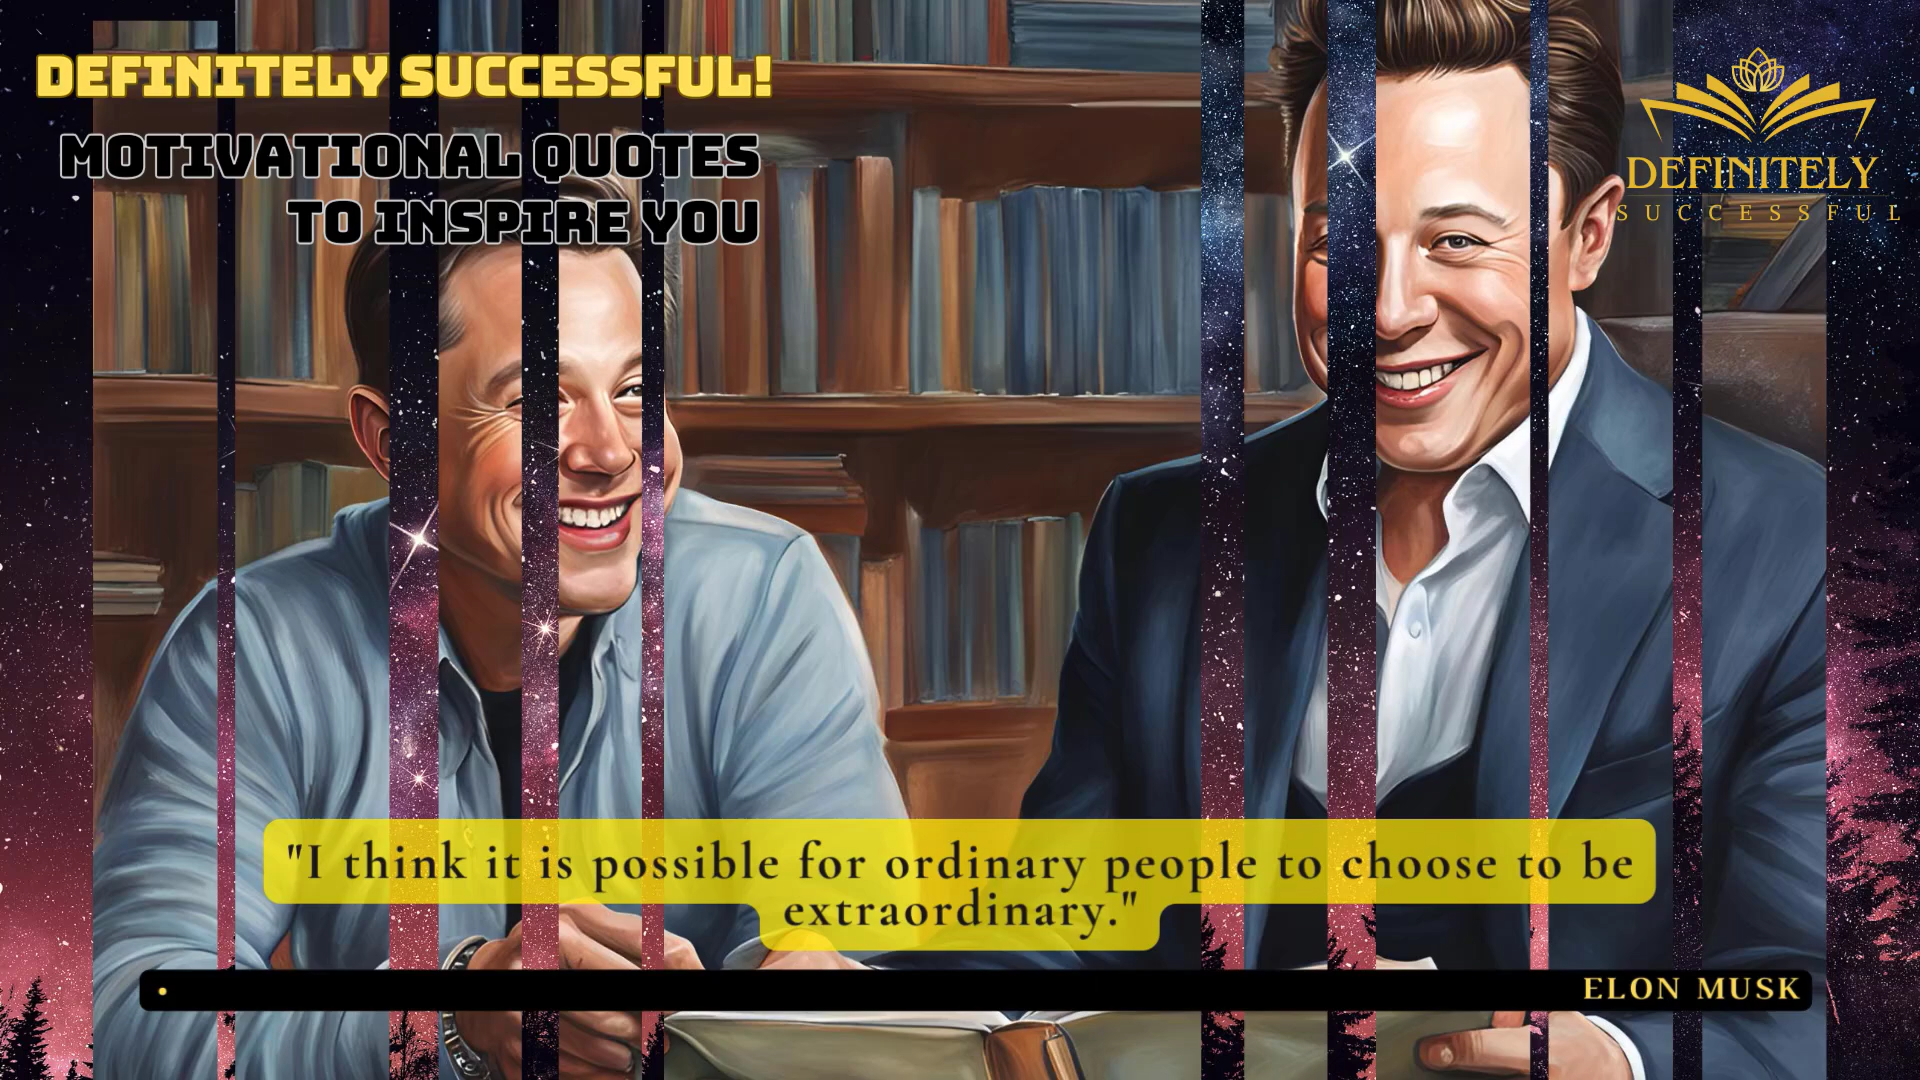 DEFINITELY SUCCESSFUL!
MOTIVATIONAL QUOTES
TO INSPIRE YOU
DEFINITELY
SUCCESSFUL
"I think it is possible for ordinary people to choose to be
extraordinary."
ELON MUSK